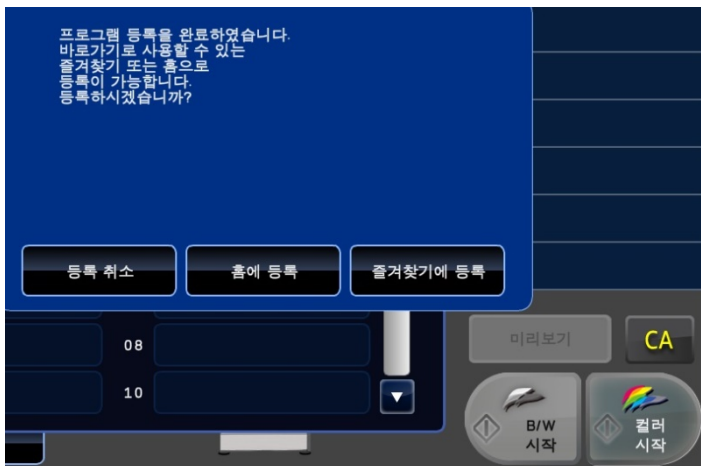 프로그램 등록을 완료하였습니다.
바로가기로 사용할 수 있는
즐겨찾기 또는 홈으로
등록이 가능합니다.
등록하시겠습니까?
등록 취소
홈에 등록
즐겨찾기에 등록
08
10
미리보기
CA
B/W
시작
컬러
시작